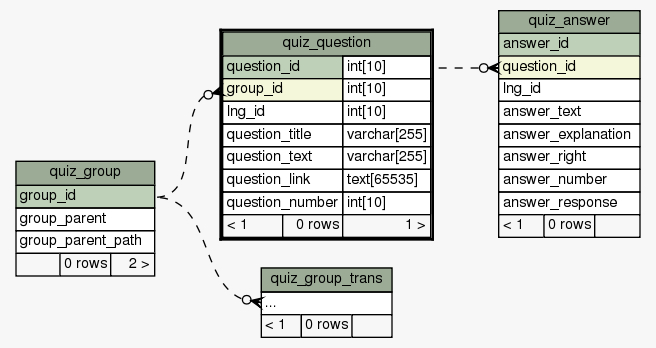 quiz_answer
answer_id
question_id
lng_id
answer_text
answer_explanation
answer_right
answer_number
answer_response
< 1 0 rows
quiz_question
question_id int[10]
group_id int[10]
lng_id int[10]
question_title varchar[255]
question_text varchar[255]
question_link text[65535]
question_number int[10]
< 1 0 rows 1 >
quiz_group
group_id
group_parent
group_parent_path
0 rows 2 >
quiz_group_trans
...
< 1 0 rows